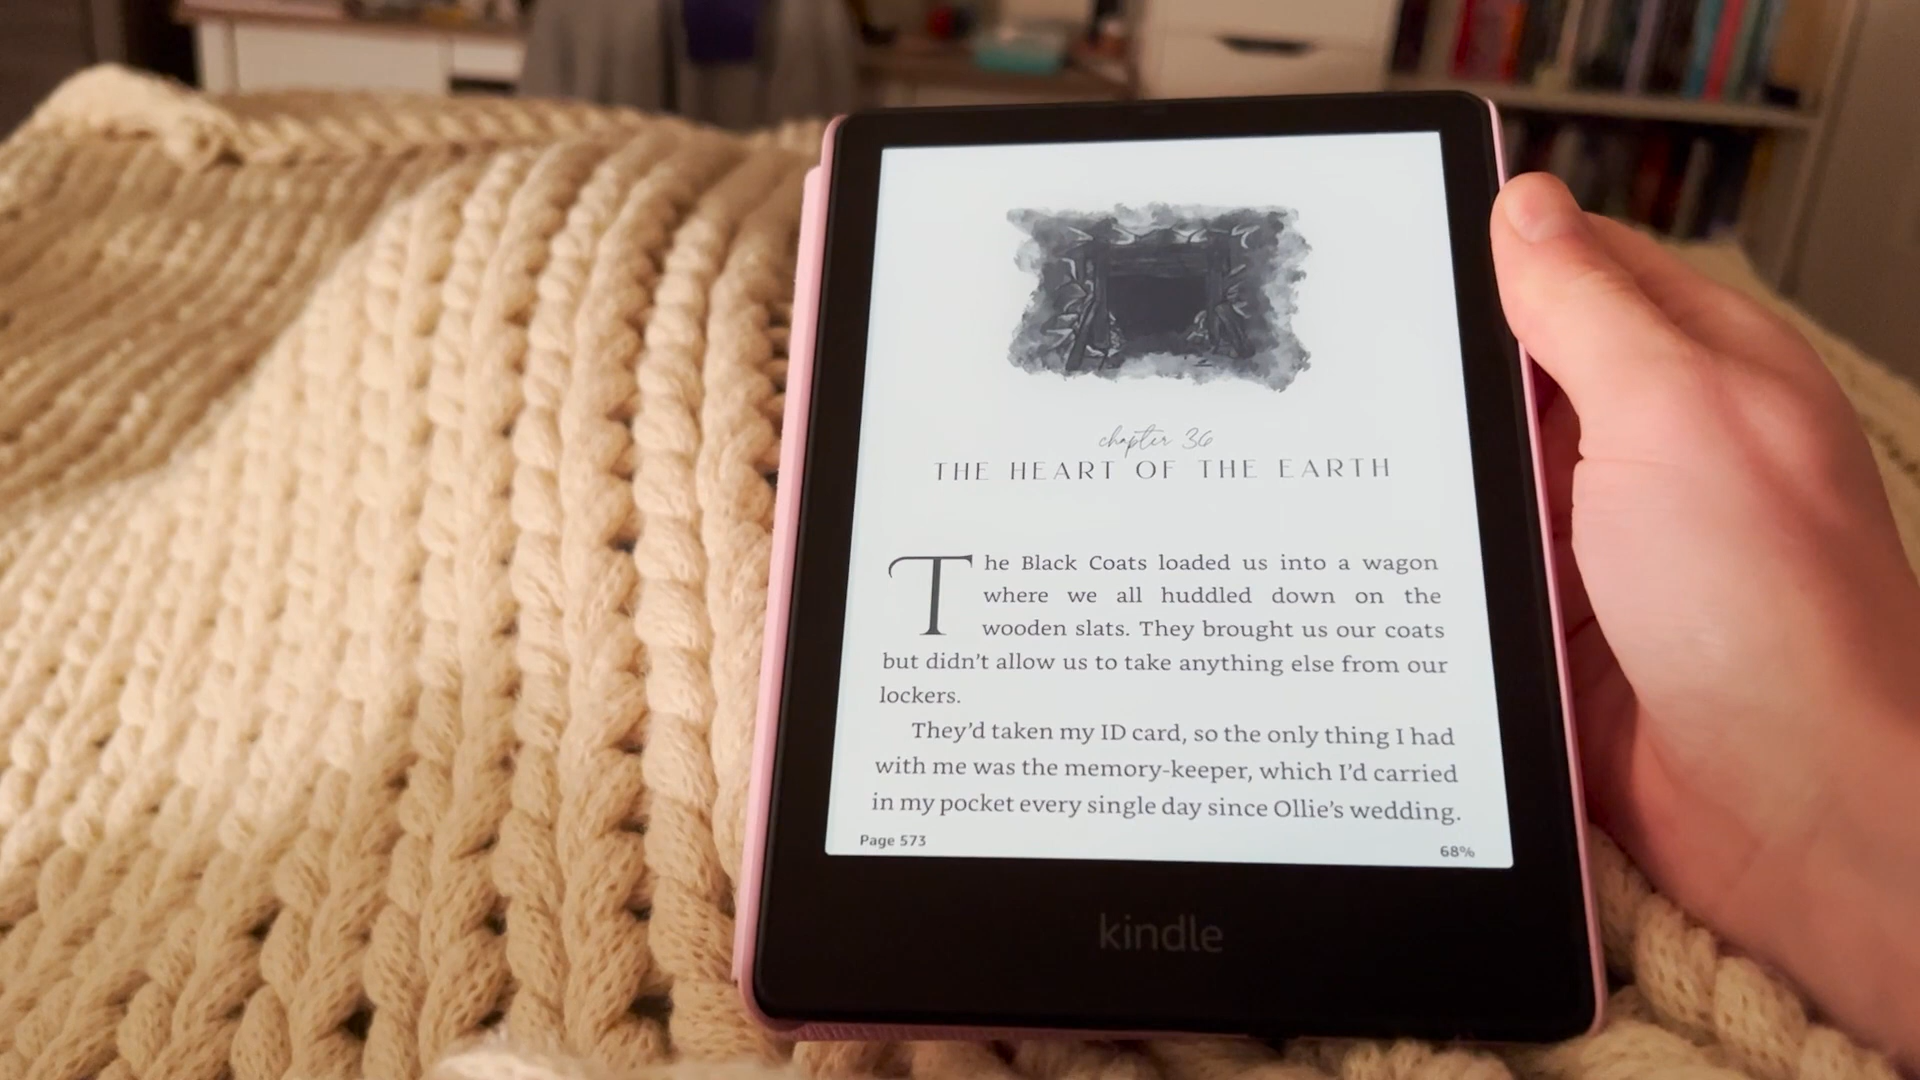 chapter 36
THE HEART OF THE EARTH
The Black Coats loaded us into a wagon
where we all huddled down on the
wooden slats. They brought us our coats
but didn't allow us to take anything else from our
lockers.
They'd taken my ID card, so the only thing I had
with me was the memory-keeper, which I'd carried
in my pocket every single day since Ollie's wedding.
Page 573
68%
kindle